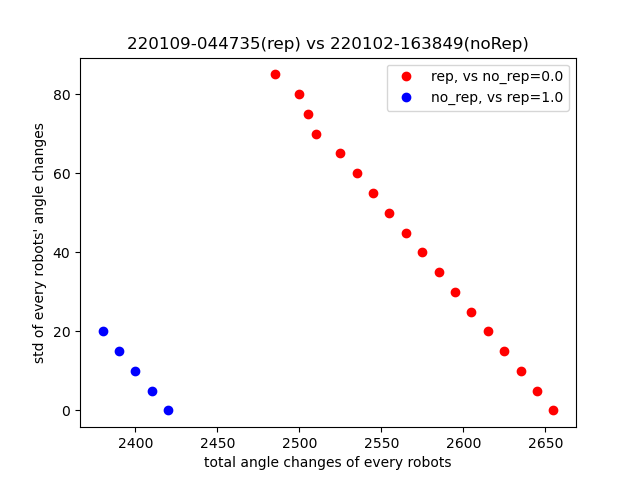 220109-044735(rep) vs 220102-163849(noRep)
rep, vs no_rep=0.0
no_rep, vs rep=1.0
std of every robots' angle changes
80
60
40
20
0
2400 2450 2500 2550 2600 2650
total angle changes of every robots